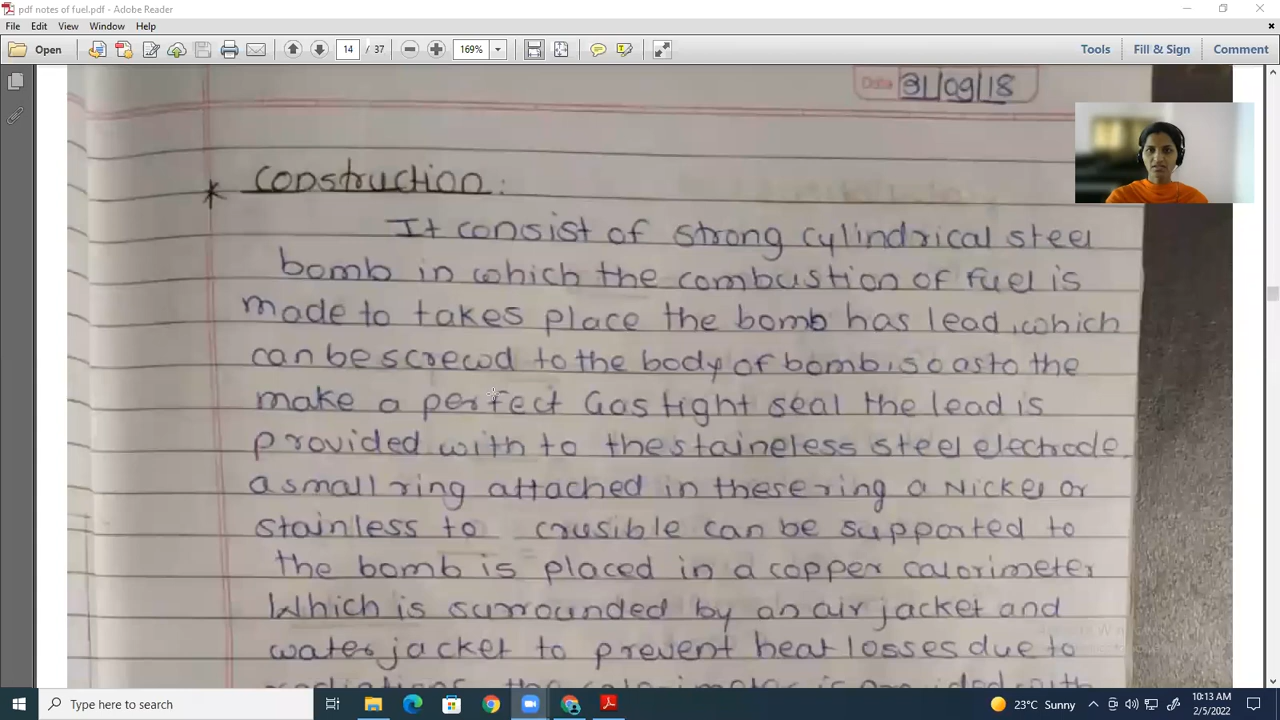 pdf notes of fuel.pdf - Adobe Reader
File Edit View Window Help
Open 14 / 37 169% Tools Fill & Sign Comment
Date 31/09/18
* Construction:
It consist of strong cylindrical steel
bomb in which the combustion of fuel is
made to takes place the bomb has lead, which
can be screwd to the body of bomb, so as to the
make a perfect Gas tight seal the lead is
provided with to the staineless steel electrode.
a small ring attached in these ring a Nickel or
stainless to crusible can be supported to
the bomb is placed in a copper calorimeter
Which is surrounded by an air jacket and
water jacket to prevent heat losses due to
Type here to search
23°C Sunny
10:13 AM
2/5/2022